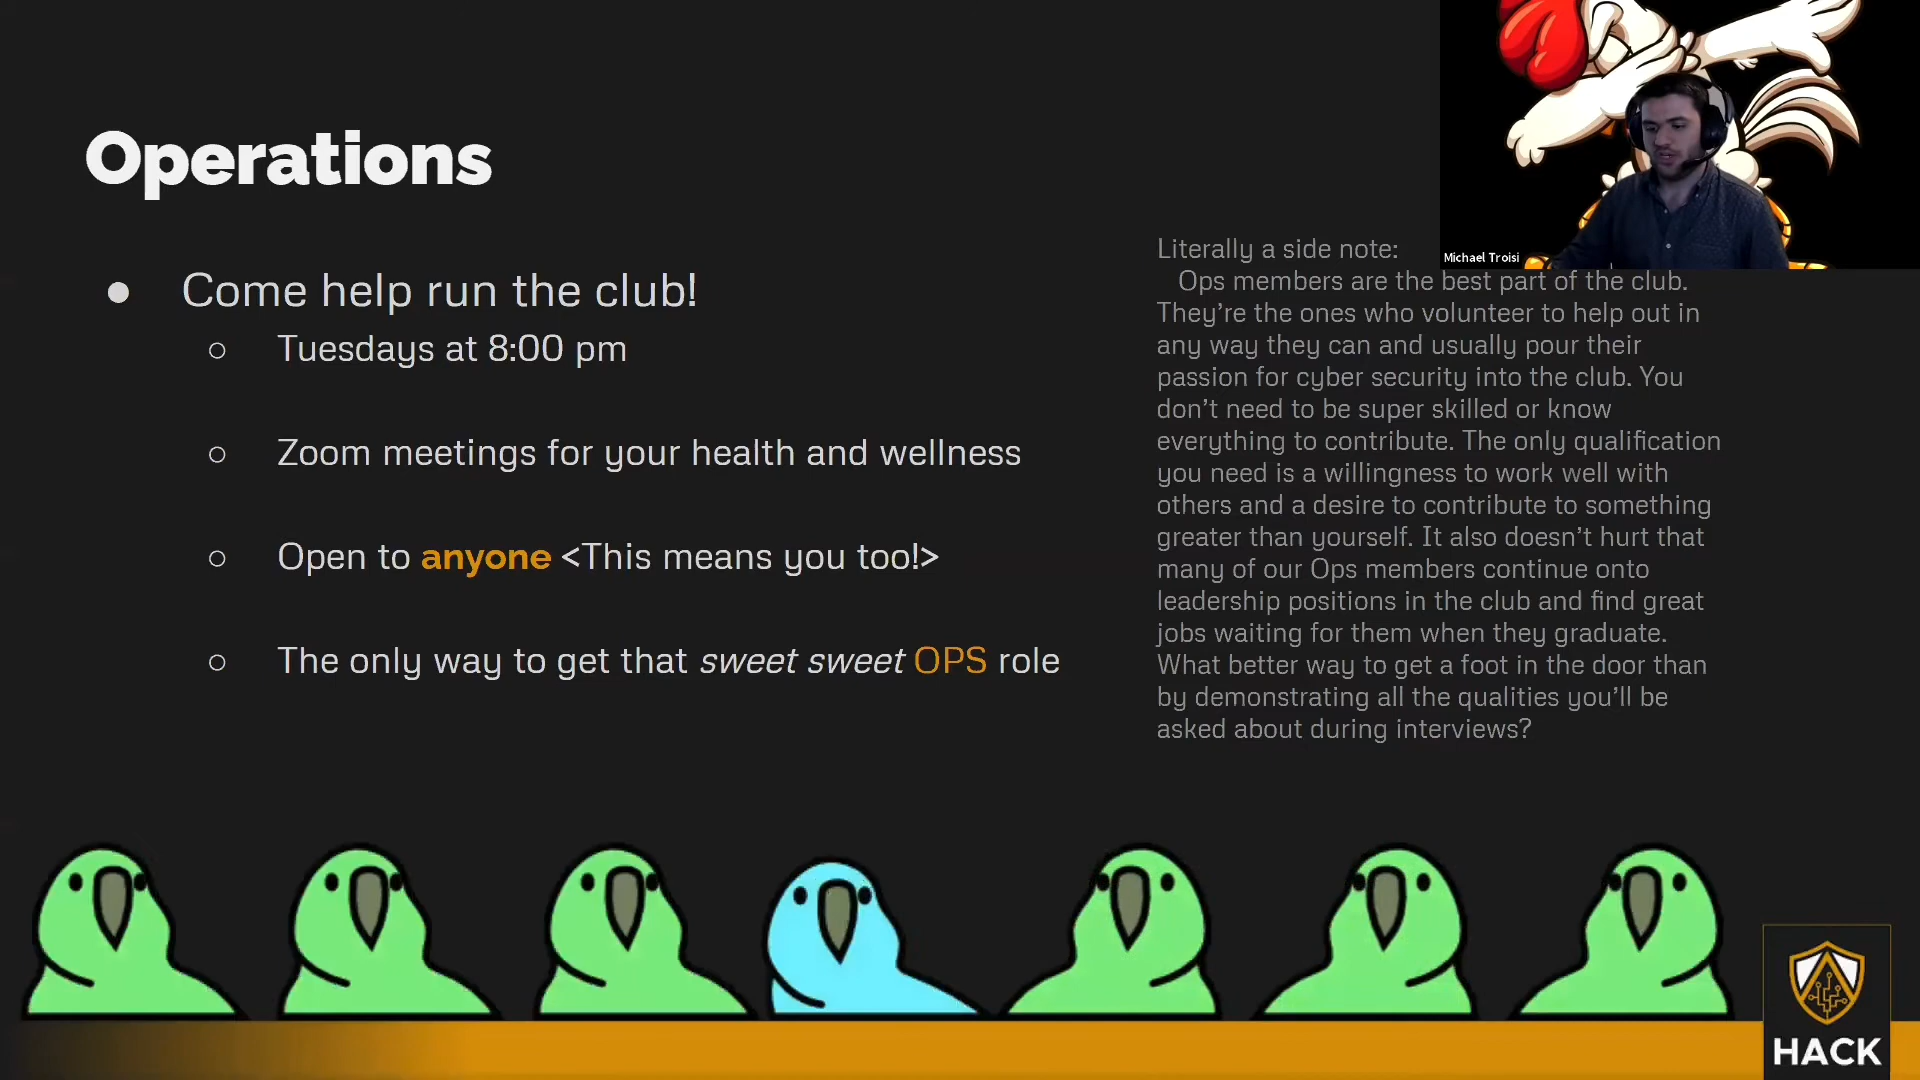 Operations
● Come help run the club!
○ Tuesdays at 8:00 pm
○ Zoom meetings for your health and wellness
○ Open to anyone <This means you too!>
○ The only way to get that sweet sweet OPS role
Michael Troisi
Literally a side note:
Ops members are the best part of the club.
They're the ones who volunteer to help out in
any way they can and usually pour their
passion for cyber security into the club. You
don't need to be super skilled or know
everything to contribute. The only qualification
you need is a willingness to work well with
others and a desire to contribute to something
greater than yourself. It also doesn't hurt that
many of our Ops members continue onto
leadership positions in the club and find great
jobs waiting for them when they graduate.
What better way to get a foot in the door than
by demonstrating all the qualities you'll be
asked about during interviews?
HACK